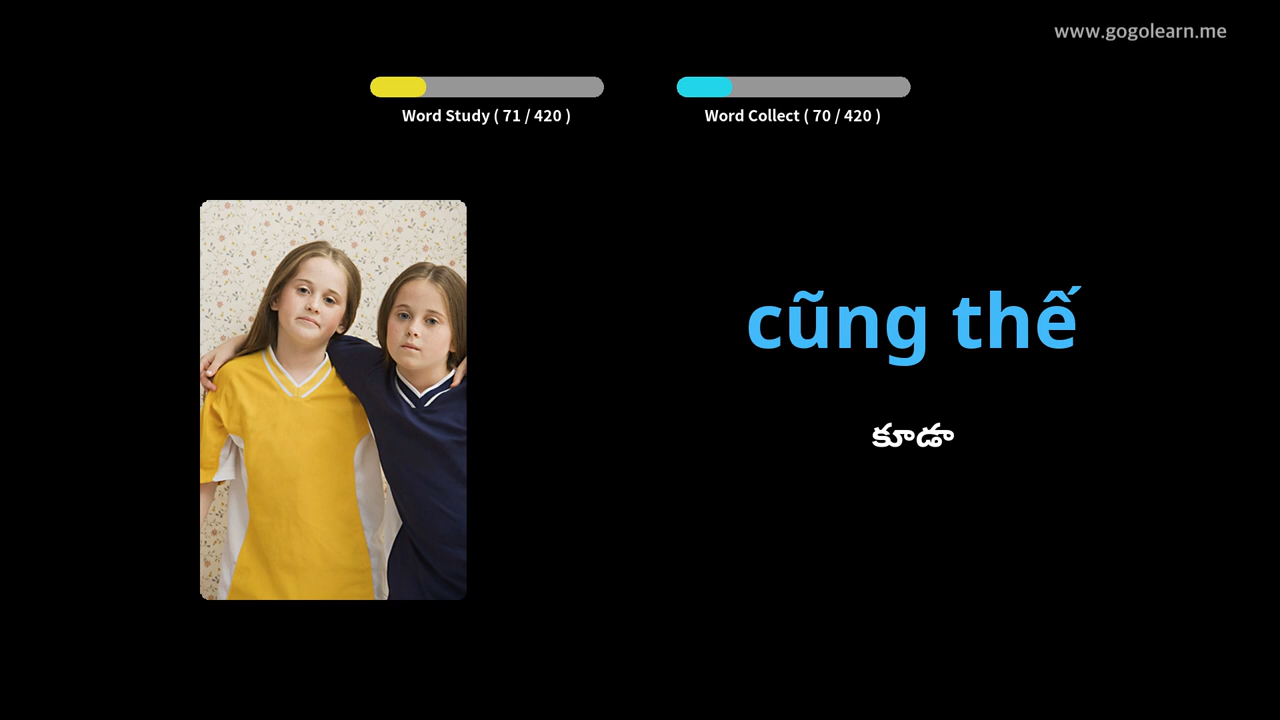 www.gogolearn.me
Word Study ( 71 / 420 )
Word Collect ( 70 / 420 )
cũng thế
కూడా